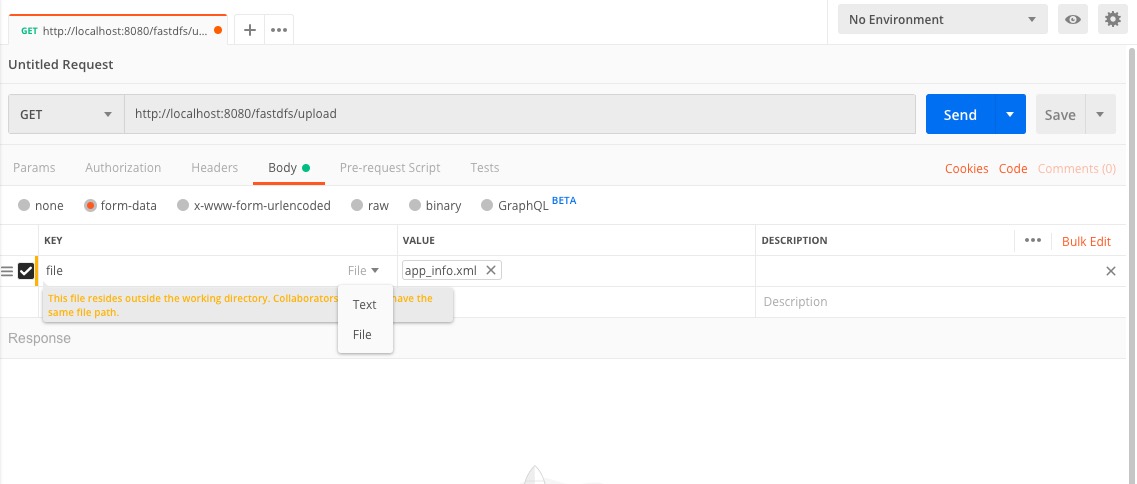 GET http://localhost:8080/fastdfs/u...
No Environment
Untitled Request
GET http://localhost:8080/fastdfs/upload Send Save
Params Authorization Headers Body Pre-request Script Tests Cookies Code Comments (0)
none form-data x-www-form-urlencoded raw binary GraphQL BETA
KEY VALUE DESCRIPTION Bulk Edit
file File app_info.xml
This file resides outside the working directory. Collaborators have the
same file path.
Text
File
Description
Response